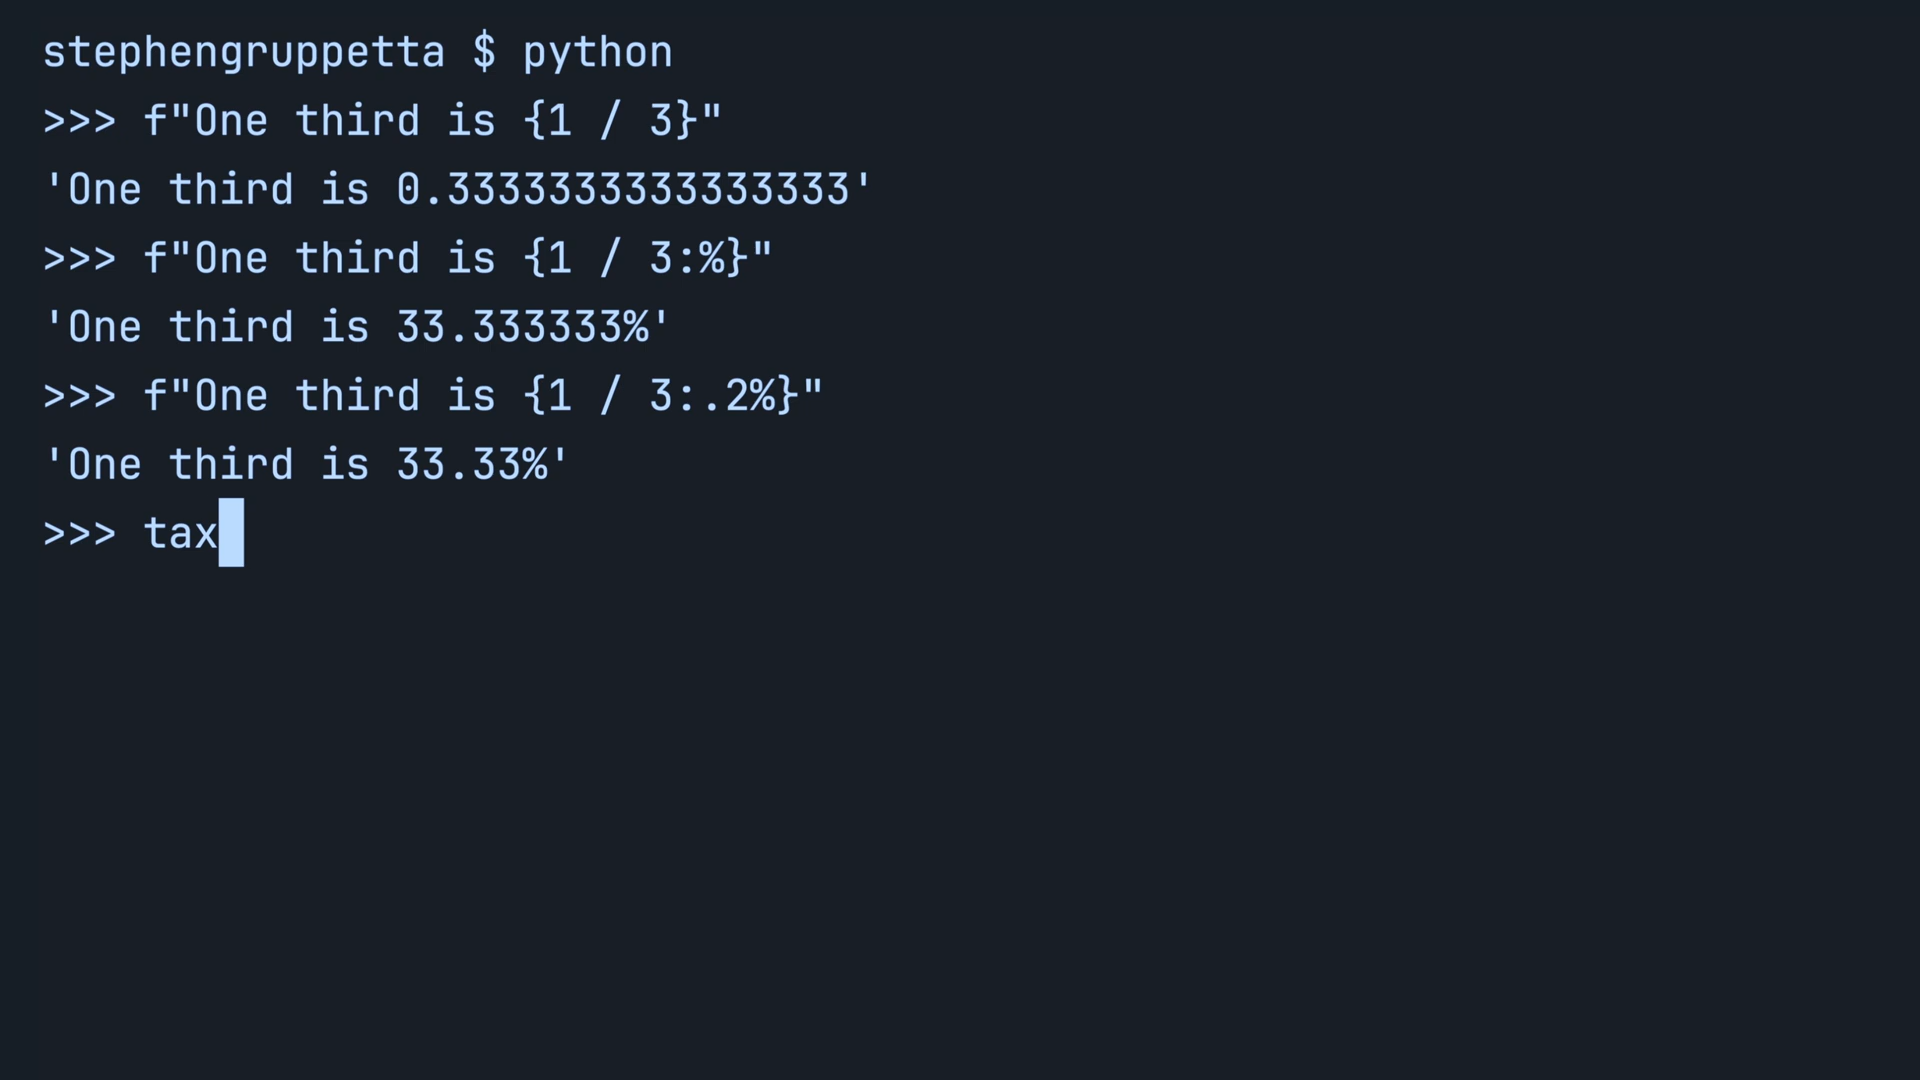 stephengruppetta $ python
>>> f"One third is {1 / 3}"
'One third is 0.3333333333333333'
>>> f"One third is {1 / 3:%}"
'One third is 33.333333%'
>>> f"One third is {1 / 3:.2%}"
'One third is 33.33%'
>>> tax